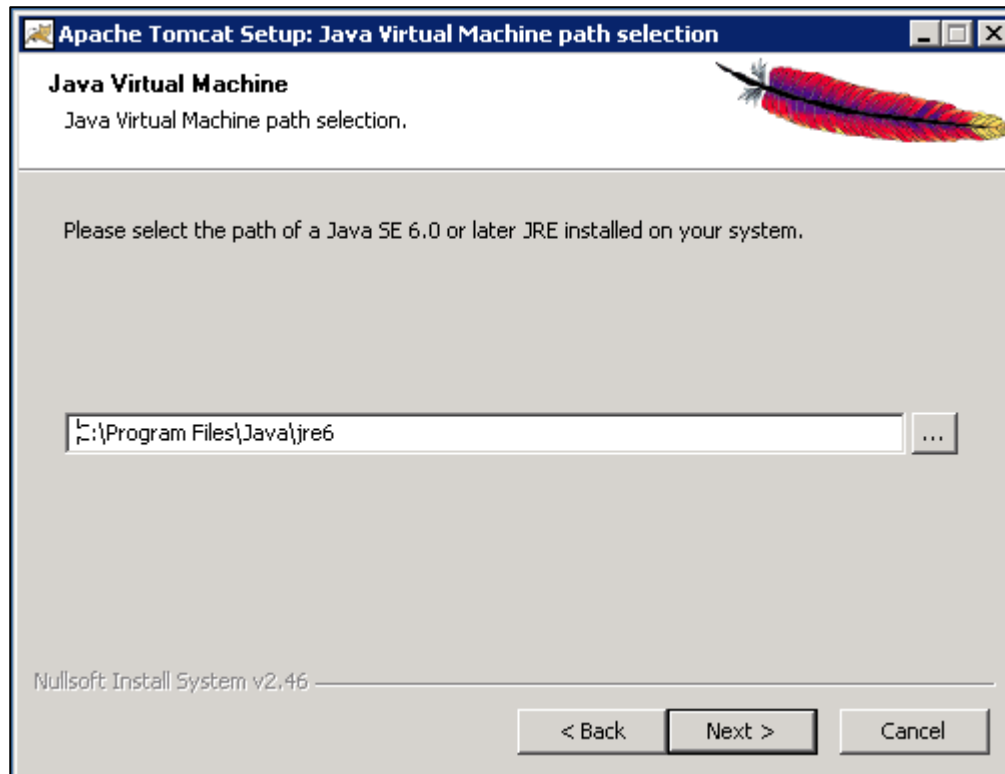 Apache Tomcat Setup: Java Virtual Machine path selection
Java Virtual Machine
Java Virtual Machine path selection.
Please select the path of a Java SE 6.0 or later JRE installed on your system.
C:\Program Files\Java\jre6
...
Nullsoft Install System v2.46
< Back
Next >
Cancel